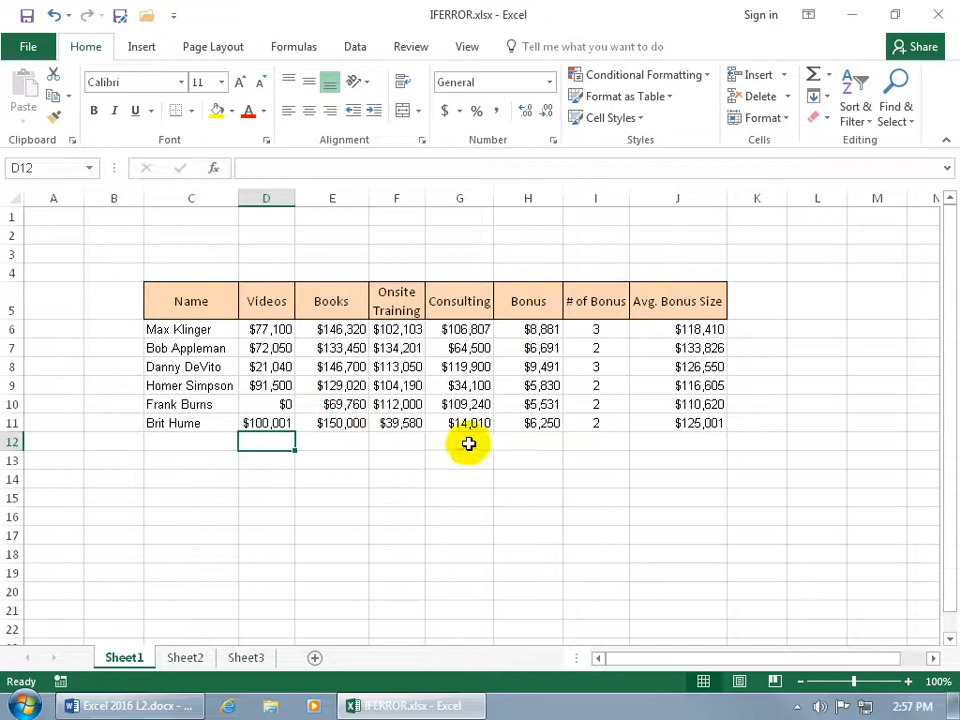 IFERROR.xlsx - Excel
Sign in
File Home Insert Page Layout Formulas Data Review View Tell me what you want to do Share
Calibri 11 General Conditional Formatting Insert
Paste Format as Table Delete Sort & Filter Find & Select
B I U A $ % , Cell Styles Format
Clipboard Font Alignment Number Styles Cells Editing
D12 fx
A B C D E F G H I J K L M N
1
2
3
4
5 Name Videos Books Onsite Training Consulting Bonus # of Bonus Avg. Bonus Size
6 Max Klinger $77,100 $146,320 $102,103 $106,807 $8,881 3 $118,410
7 Bob Appleman $72,050 $133,450 $134,201 $64,500 $6,691 2 $133,826
8 Danny DeVito $21,040 $146,700 $113,050 $119,900 $9,491 3 $126,550
9 Homer Simpson $91,500 $129,020 $104,190 $34,100 $5,830 2 $116,605
10 Frank Burns $0 $69,760 $112,000 $109,240 $5,531 2 $110,620
11 Brit Hume $100,001 $150,000 $39,580 $14,010 $6,250 2 $125,001
12
13
14
15
16
17
18
19
20
21
22
Sheet1 Sheet2 Sheet3
Ready 100%
Excel 2016 L2.docx - ... IFERROR.xlsx - Excel 2:57 PM